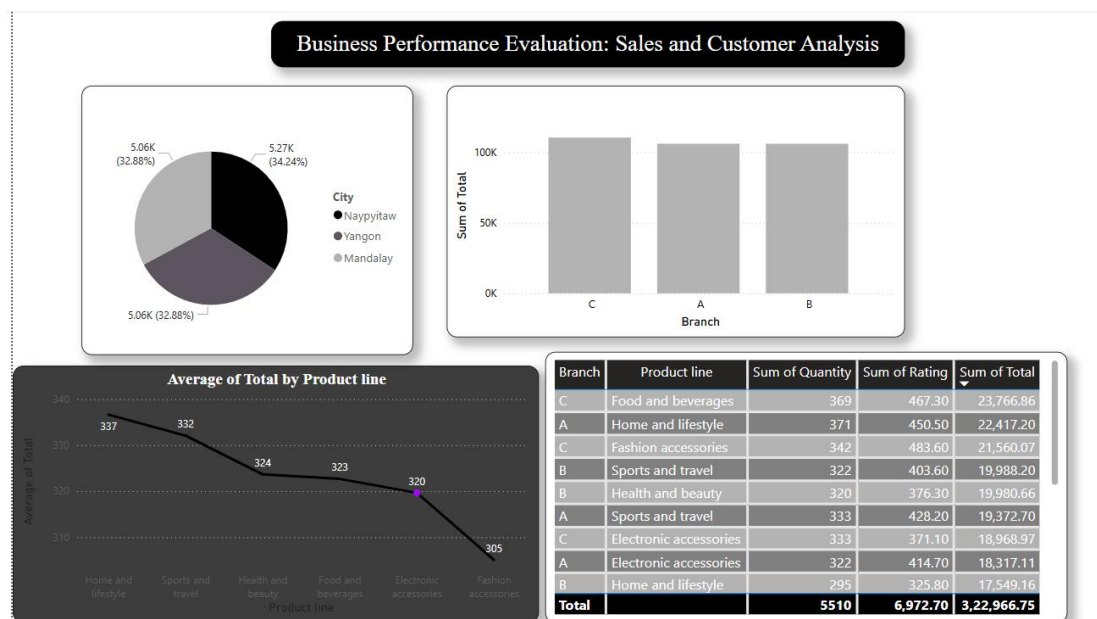 Business Performance Evaluation: Sales and Customer Analysis
5.06K
(32.88%)
5.27K
(34.24%)
5.06K (32.88%)
City
Naypyitaw
Yangon
Mandalay
Sum of Total
100K
50K
0K
C A B
Branch
Average of Total by Product line
Average of Total
340
330
320
310
337
332
324
323
320
305
Home and lifestyle
Sports and travel
Health and beauty
Food and beverages
Electronic accessories
Fashion accessories
Product line
Branch Product line Sum of Quantity Sum of Rating Sum of Total
C Food and beverages 369 467.30 23,766.86
A Home and lifestyle 371 450.50 22,417.20
C Fashion accessories 342 483.60 21,560.07
B Sports and travel 322 403.60 19,988.20
B Health and beauty 320 376.30 19,980.66
A Sports and travel 333 428.20 19,372.70
C Electronic accessories 333 371.10 18,968.97
A Electronic accessories 322 414.70 18,317.11
B Home and lifestyle 295 325.80 17,549.16
Total 5510 6,972.70 3,22,966.75